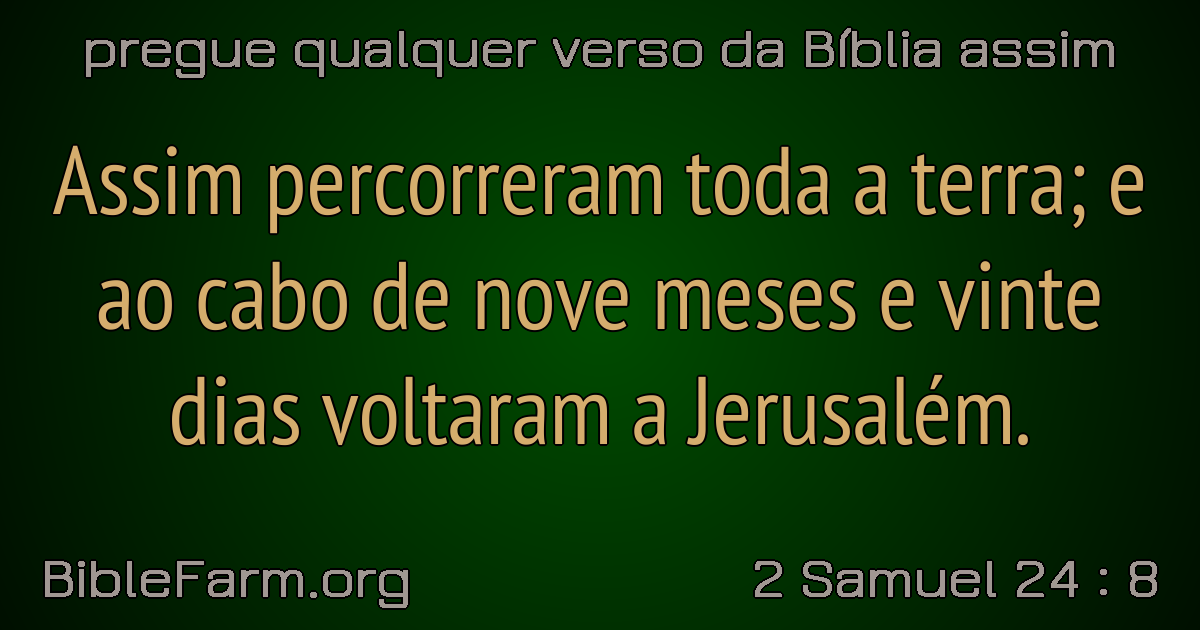 pregue qualquer verso da Bíblia assim
Assim percorreram toda a terra; e
ao cabo de nove meses e vinte
dias voltaram a Jerusalém.
BibleFarm.org
2 Samuel 24 : 8